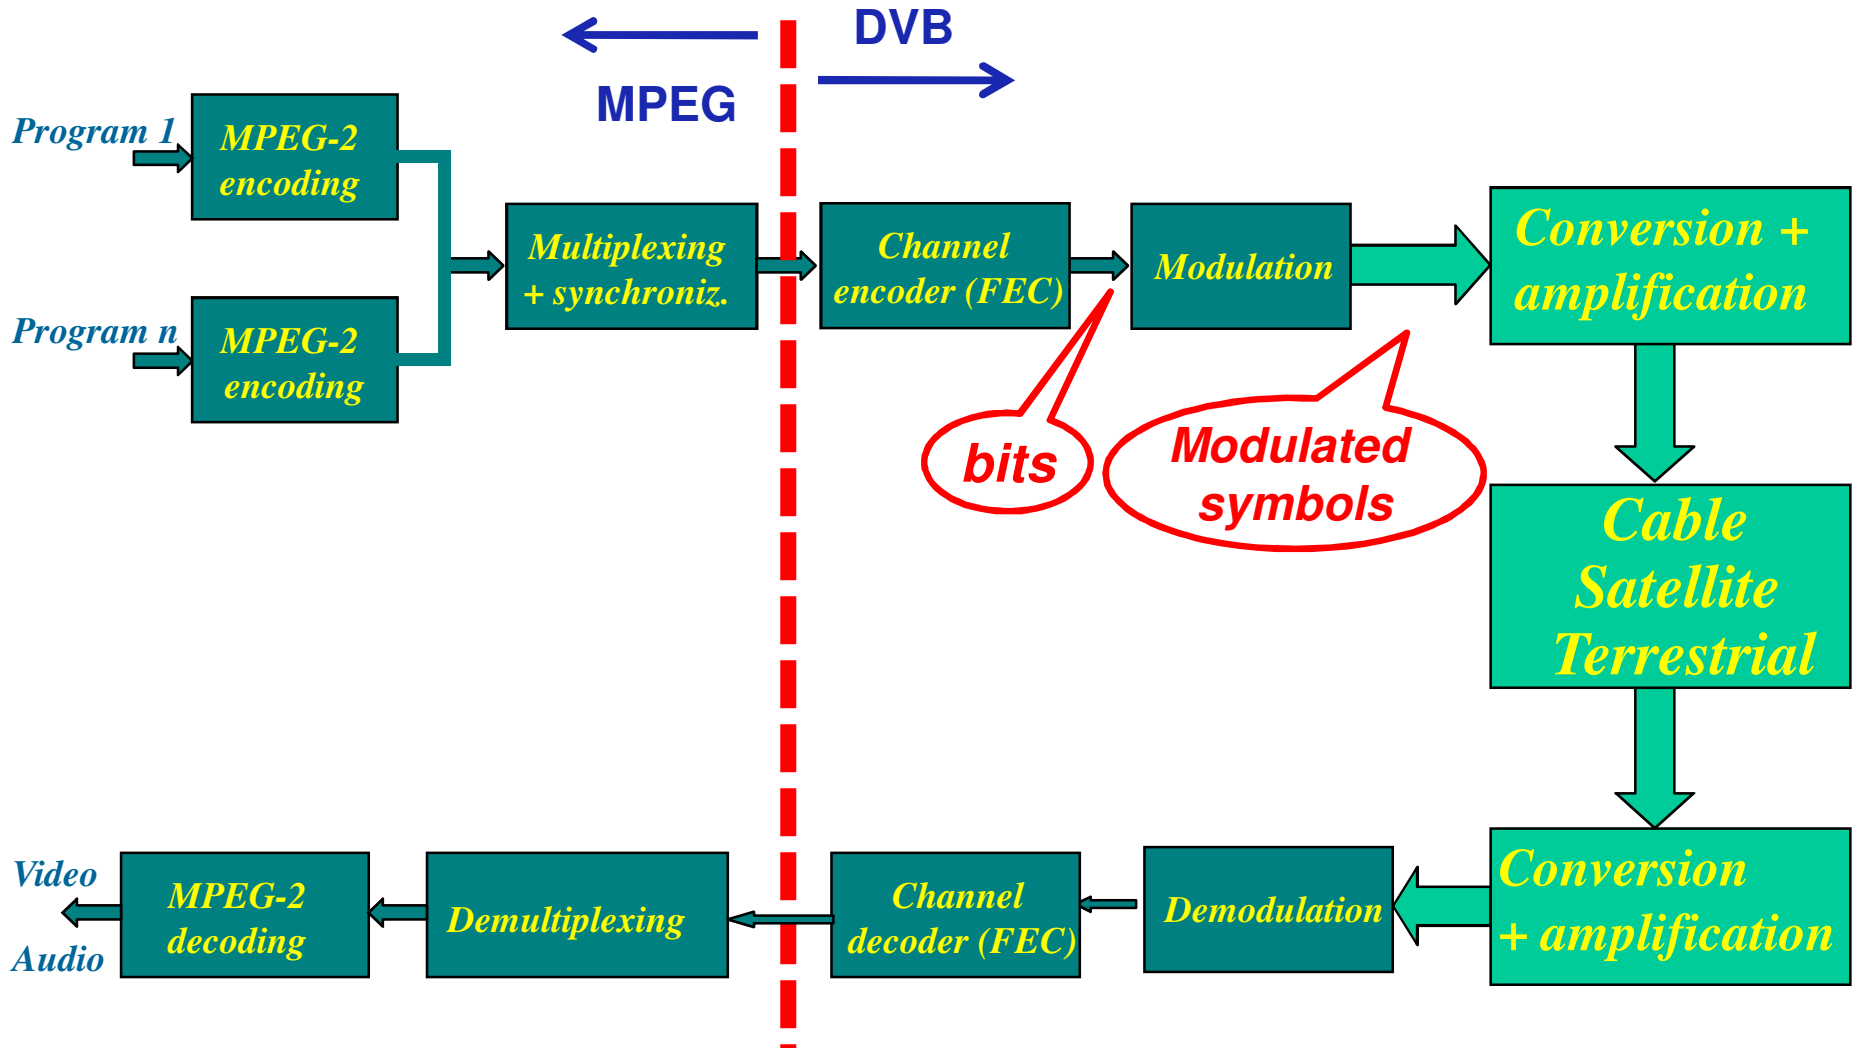 DVB
MPEG
Program 1
MPEG-2
encoding
Program n
MPEG-2
encoding
Multiplexing
+ synchroniz.
Channel
encoder (FEC)
Modulation
Conversion +
amplification
bits
Modulated
symbols
Cable
Satellite
Terrestrial
Conversion
+ amplification
Demodulation
Channel
decoder (FEC)
Demultiplexing
MPEG-2
decoding
Video
Audio